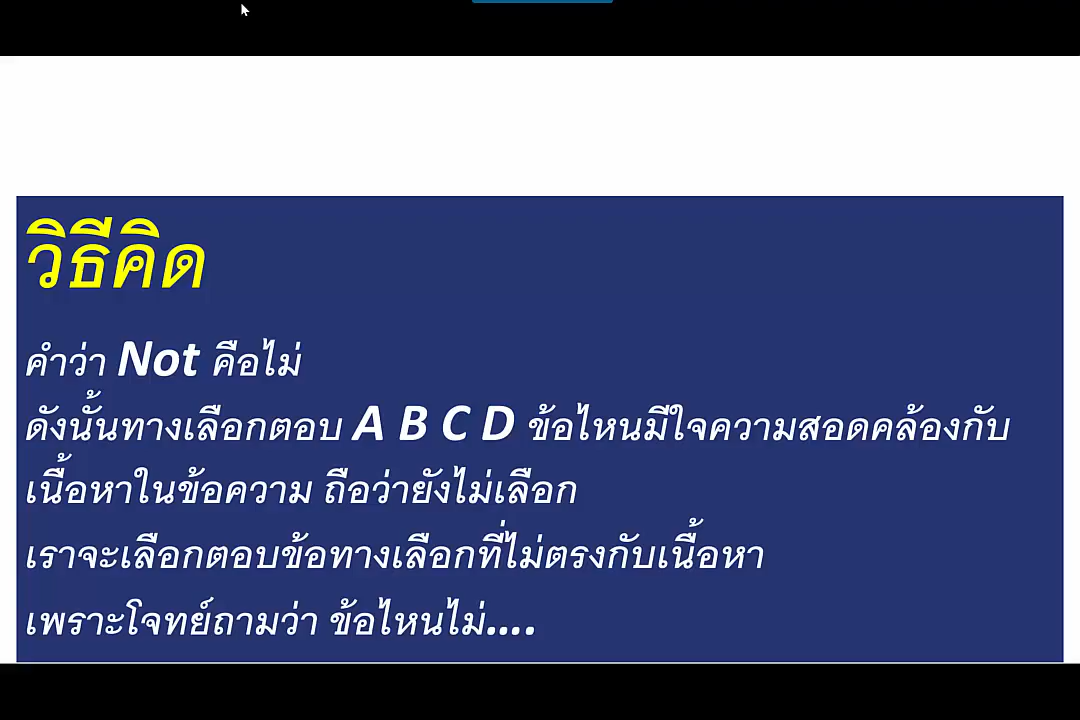 วิธีคิด
คำว่า Not คือไม่
ดังนั้นทางเลือกตอบ A B C D ข้อไหนมีใจความสอดคล้องกับ
เนื้อหาในข้อความ ถือว่ายังไม่เลือก
เราจะเลือกตอบข้อทางเลือกที่ไม่ตรงกับเนื้อหา
เพราะโจทย์ถามว่า ข้อไหนไม่....